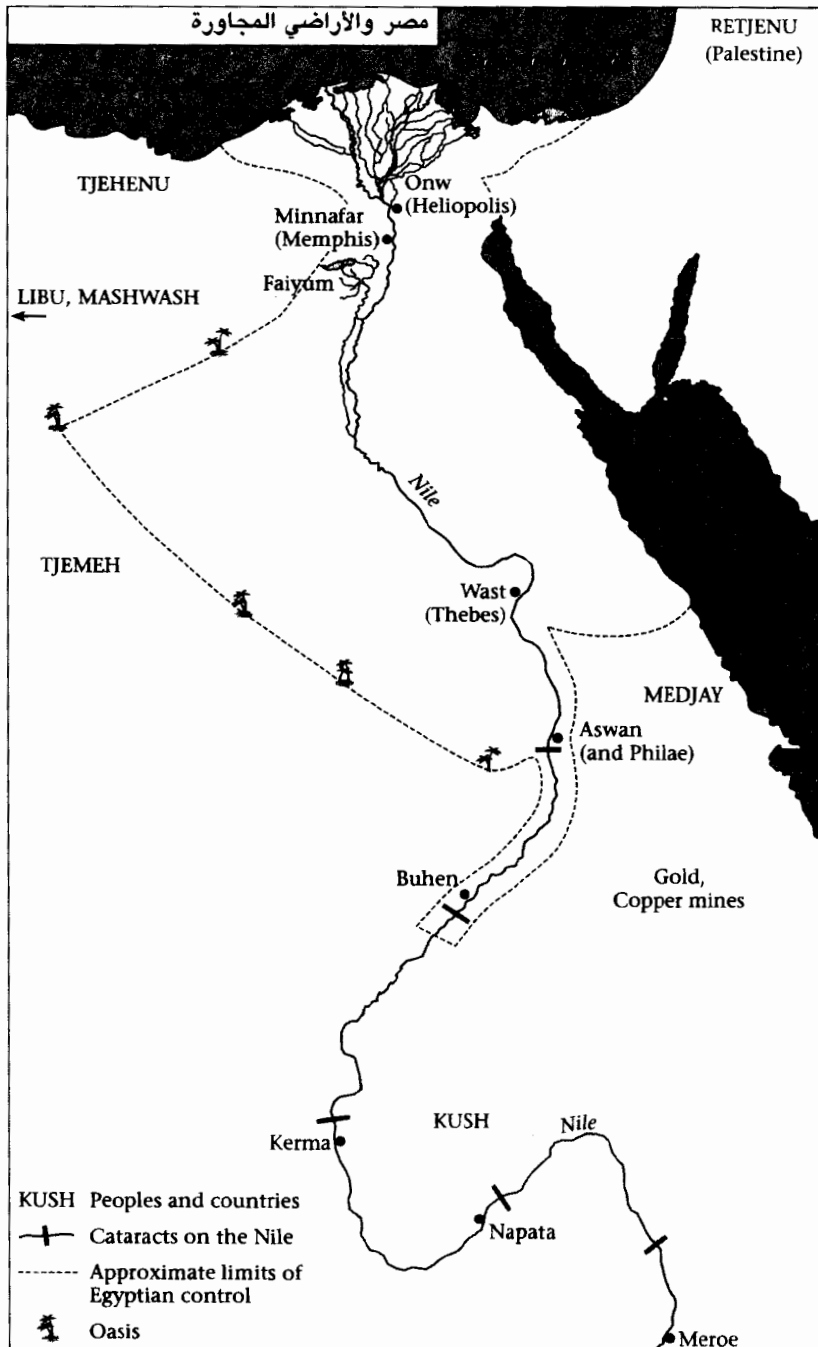 مصر والأراضي المجاورة
RETJENU
(Palestine)
TJEHENU
Onw
(Heliopolis)
Minnafar
(Memphis)
Faiyum
LIBU, MASHWASH
Nile
TJEMEH
Wast
(Thebes)
MEDJAY
Aswan
(and Philae)
Buhen
Gold,
Copper mines
KUSH
Nile
Kerma
Napata
KUSH Peoples and countries
Cataracts on the Nile
Approximate limits of
Egyptian control
Oasis
Meroe